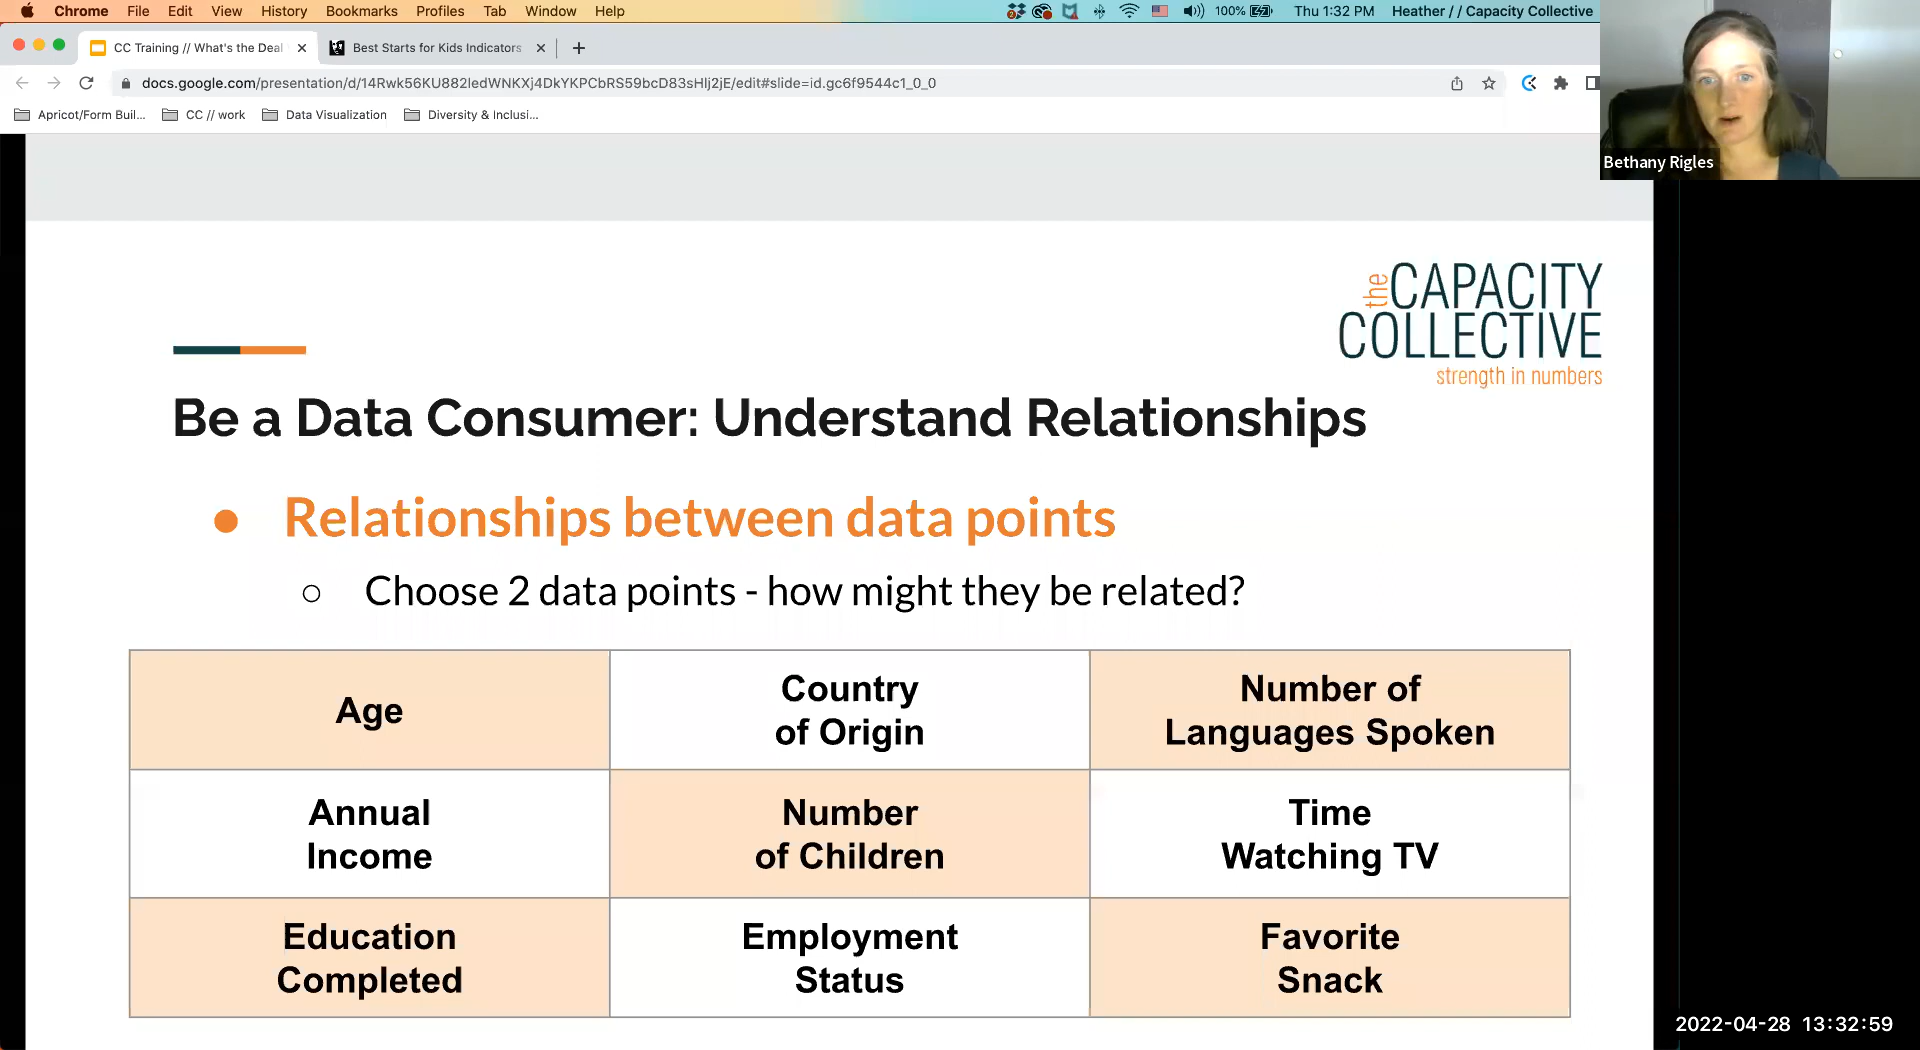 Chrome File Edit View History Bookmarks Profiles Tab Window Help 100% Thu 1:32 PM Heather / / Capacity Collective
CC Training // What's the Deal Best Starts for Kids Indicators
docs.google.com/presentation/d/14Rwk56KU882ledWNKXj4DkYKPCbRS59bcD83sHlj2jE/edit#slide=id.gc6f9544c1_0_0
Apricot/Form Buil... CC // work Data Visualization Diversity & Inclusi...
Bethany Rigles
the CAPACITY
COLLECTIVE
strength in numbers
Be a Data Consumer: Understand Relationships
● Relationships between data points
○ Choose 2 data points - how might they be related?
Age
Country
of Origin
Number of
Languages Spoken
Annual
Income
Number
of Children
Time
Watching TV
Education
Completed
Employment
Status
Favorite
Snack
2022-04-28 13:32:59